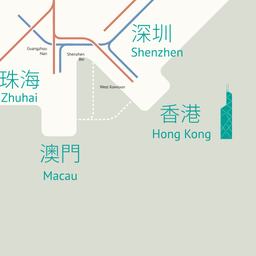 深圳
Shenzhen
Guangzhou
Nan
Shenzhen
Bei
珠海
Zhuhai
West Kowloon
香港
Hong Kong
澳門
Macau